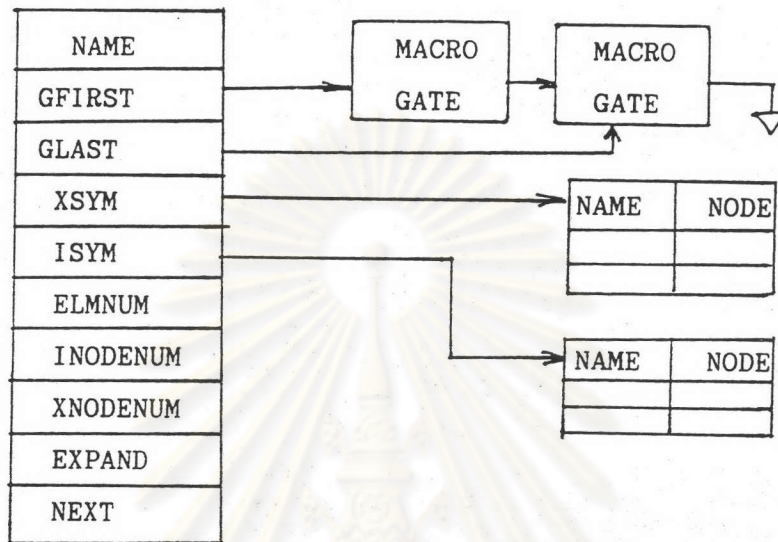 NAME
GFIRST
GLAST
XSYM
ISYM
ELMNUM
INODENUM
XNODENUM
EXPAND
NEXT
MACRO
GATE
MACRO
GATE
NAME NODE
NAME NODE